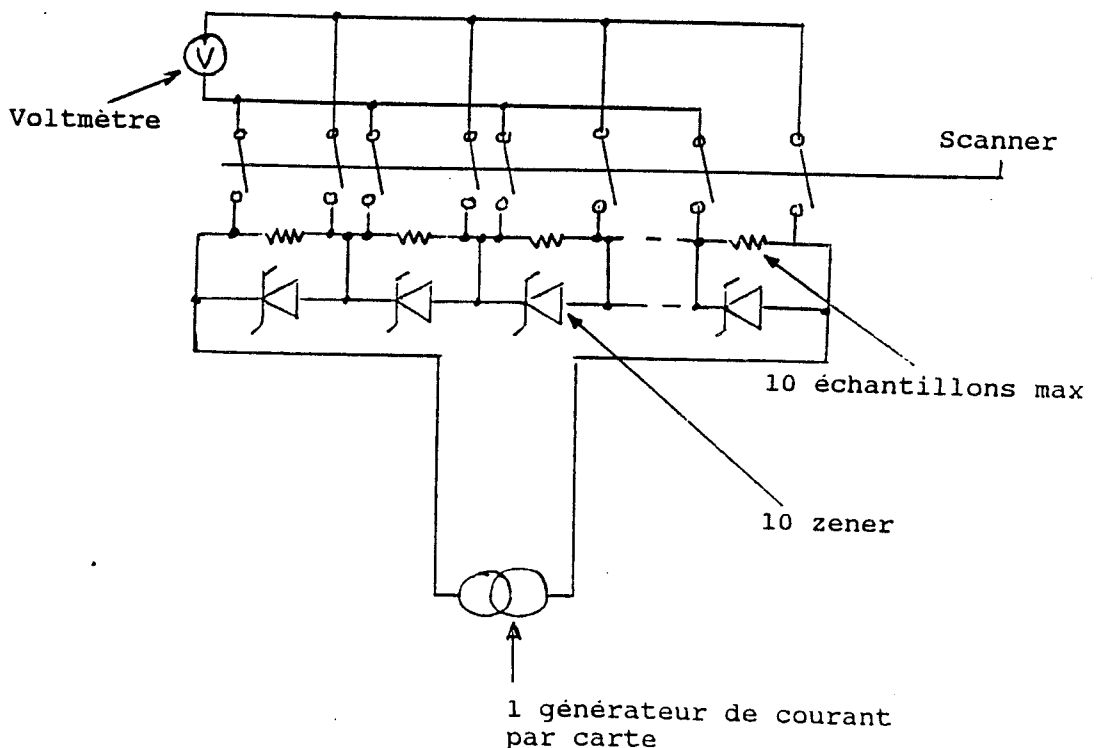 V
Voltmètre
Scanner
10 échantillons max
10 zener
1 générateur de courant
par carte